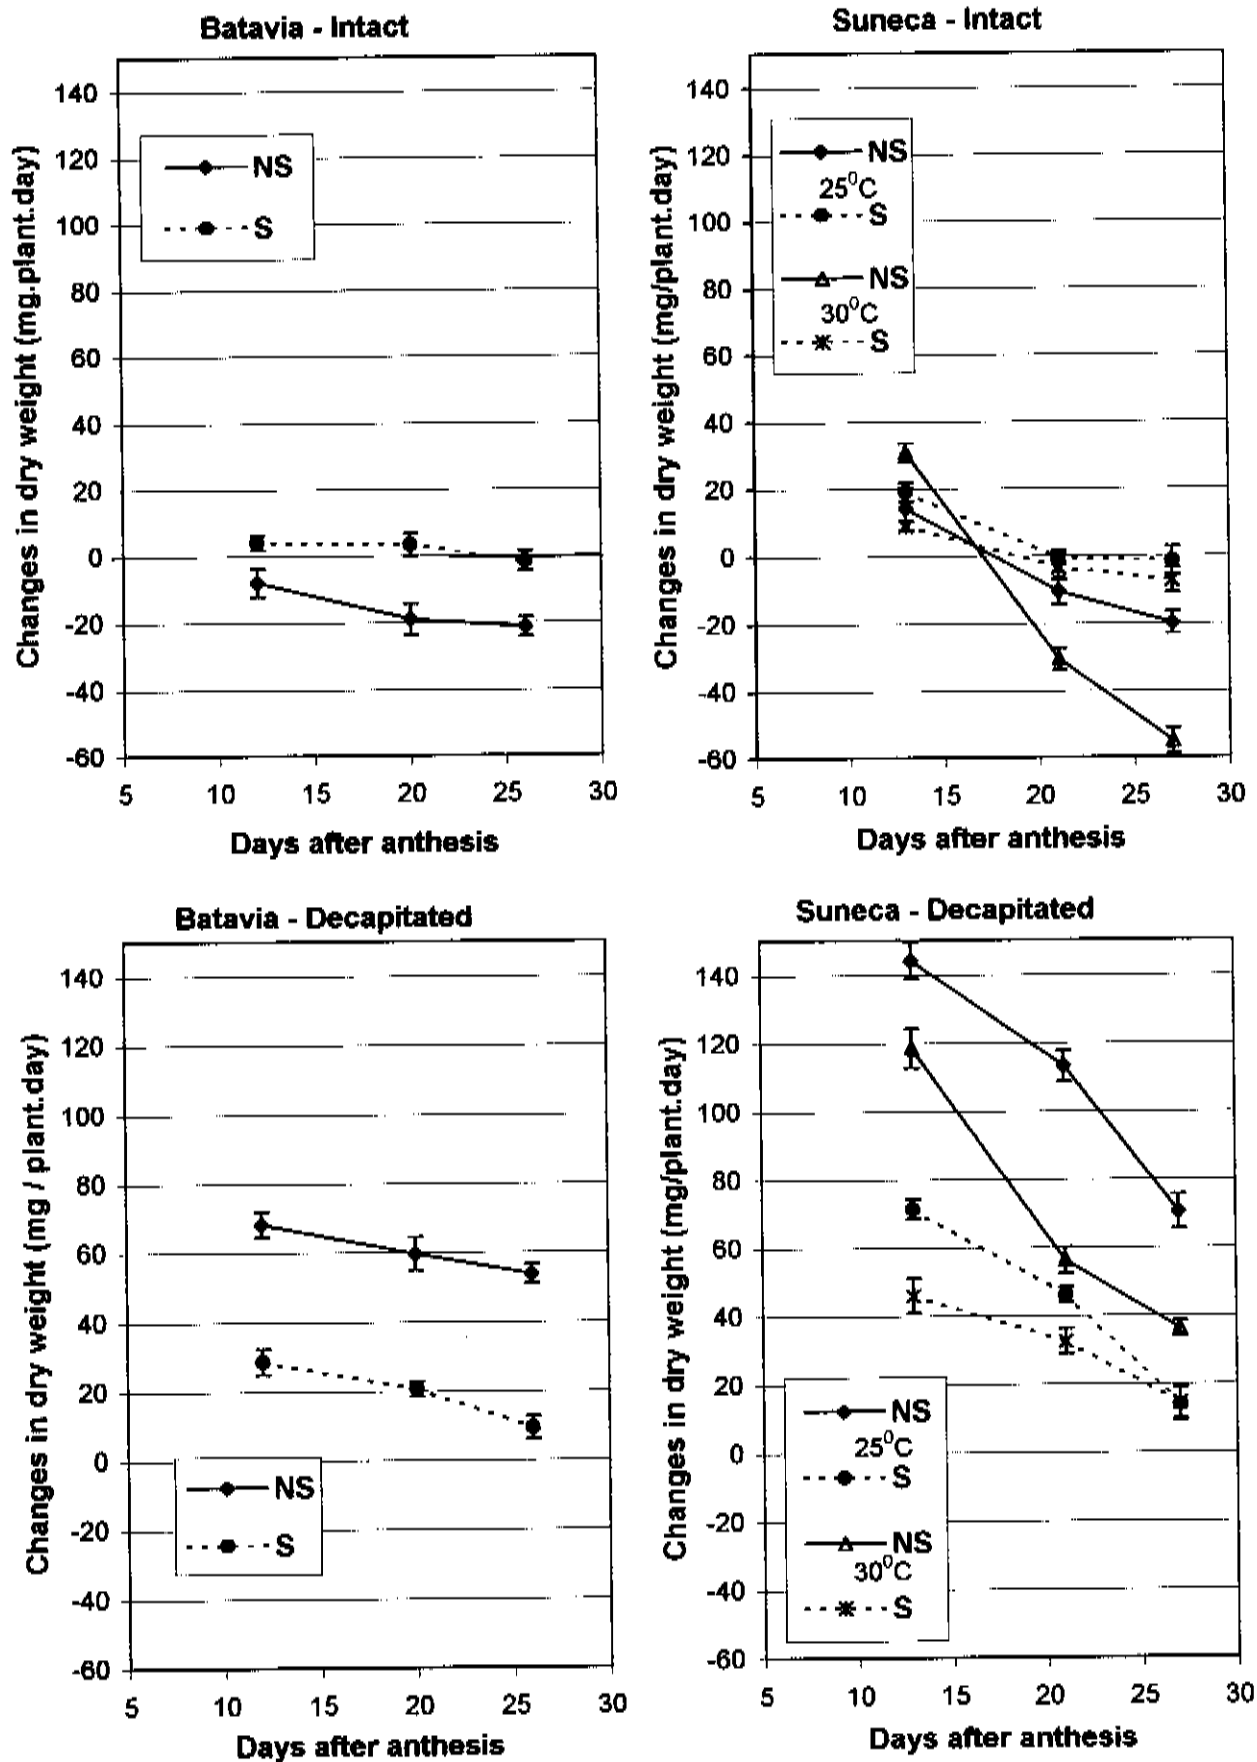 Batavia - Intact
Changes in dry weight (mg.plant.day)
140
120
100
80
60
40
20
0
-20
-40
-60
NS
S
5 10 15 20 25 30
Days after anthesis
Suneca - Intact
Changes in dry weight (mg/plant.day)
140
120
100
80
60
40
20
0
-20
-40
-60
NS
25⁰C
S
NS
30⁰C
S
5 10 15 20 25 30
Days after anthesis
Batavia - Decapitated
Changes in dry weight (mg / plant.day)
140
120
100
80
60
40
20
0
-20
-40
-60
NS
S
5 10 15 20 25 30
Days after anthesis
Suneca - Decapitated
Changes in dry weight (mg/plant.day)
140
120
100
80
60
40
20
0
-20
-40
-60
NS
25⁰C
S
NS
30⁰C
S
5 10 15 20 25 30
Days after anthesis